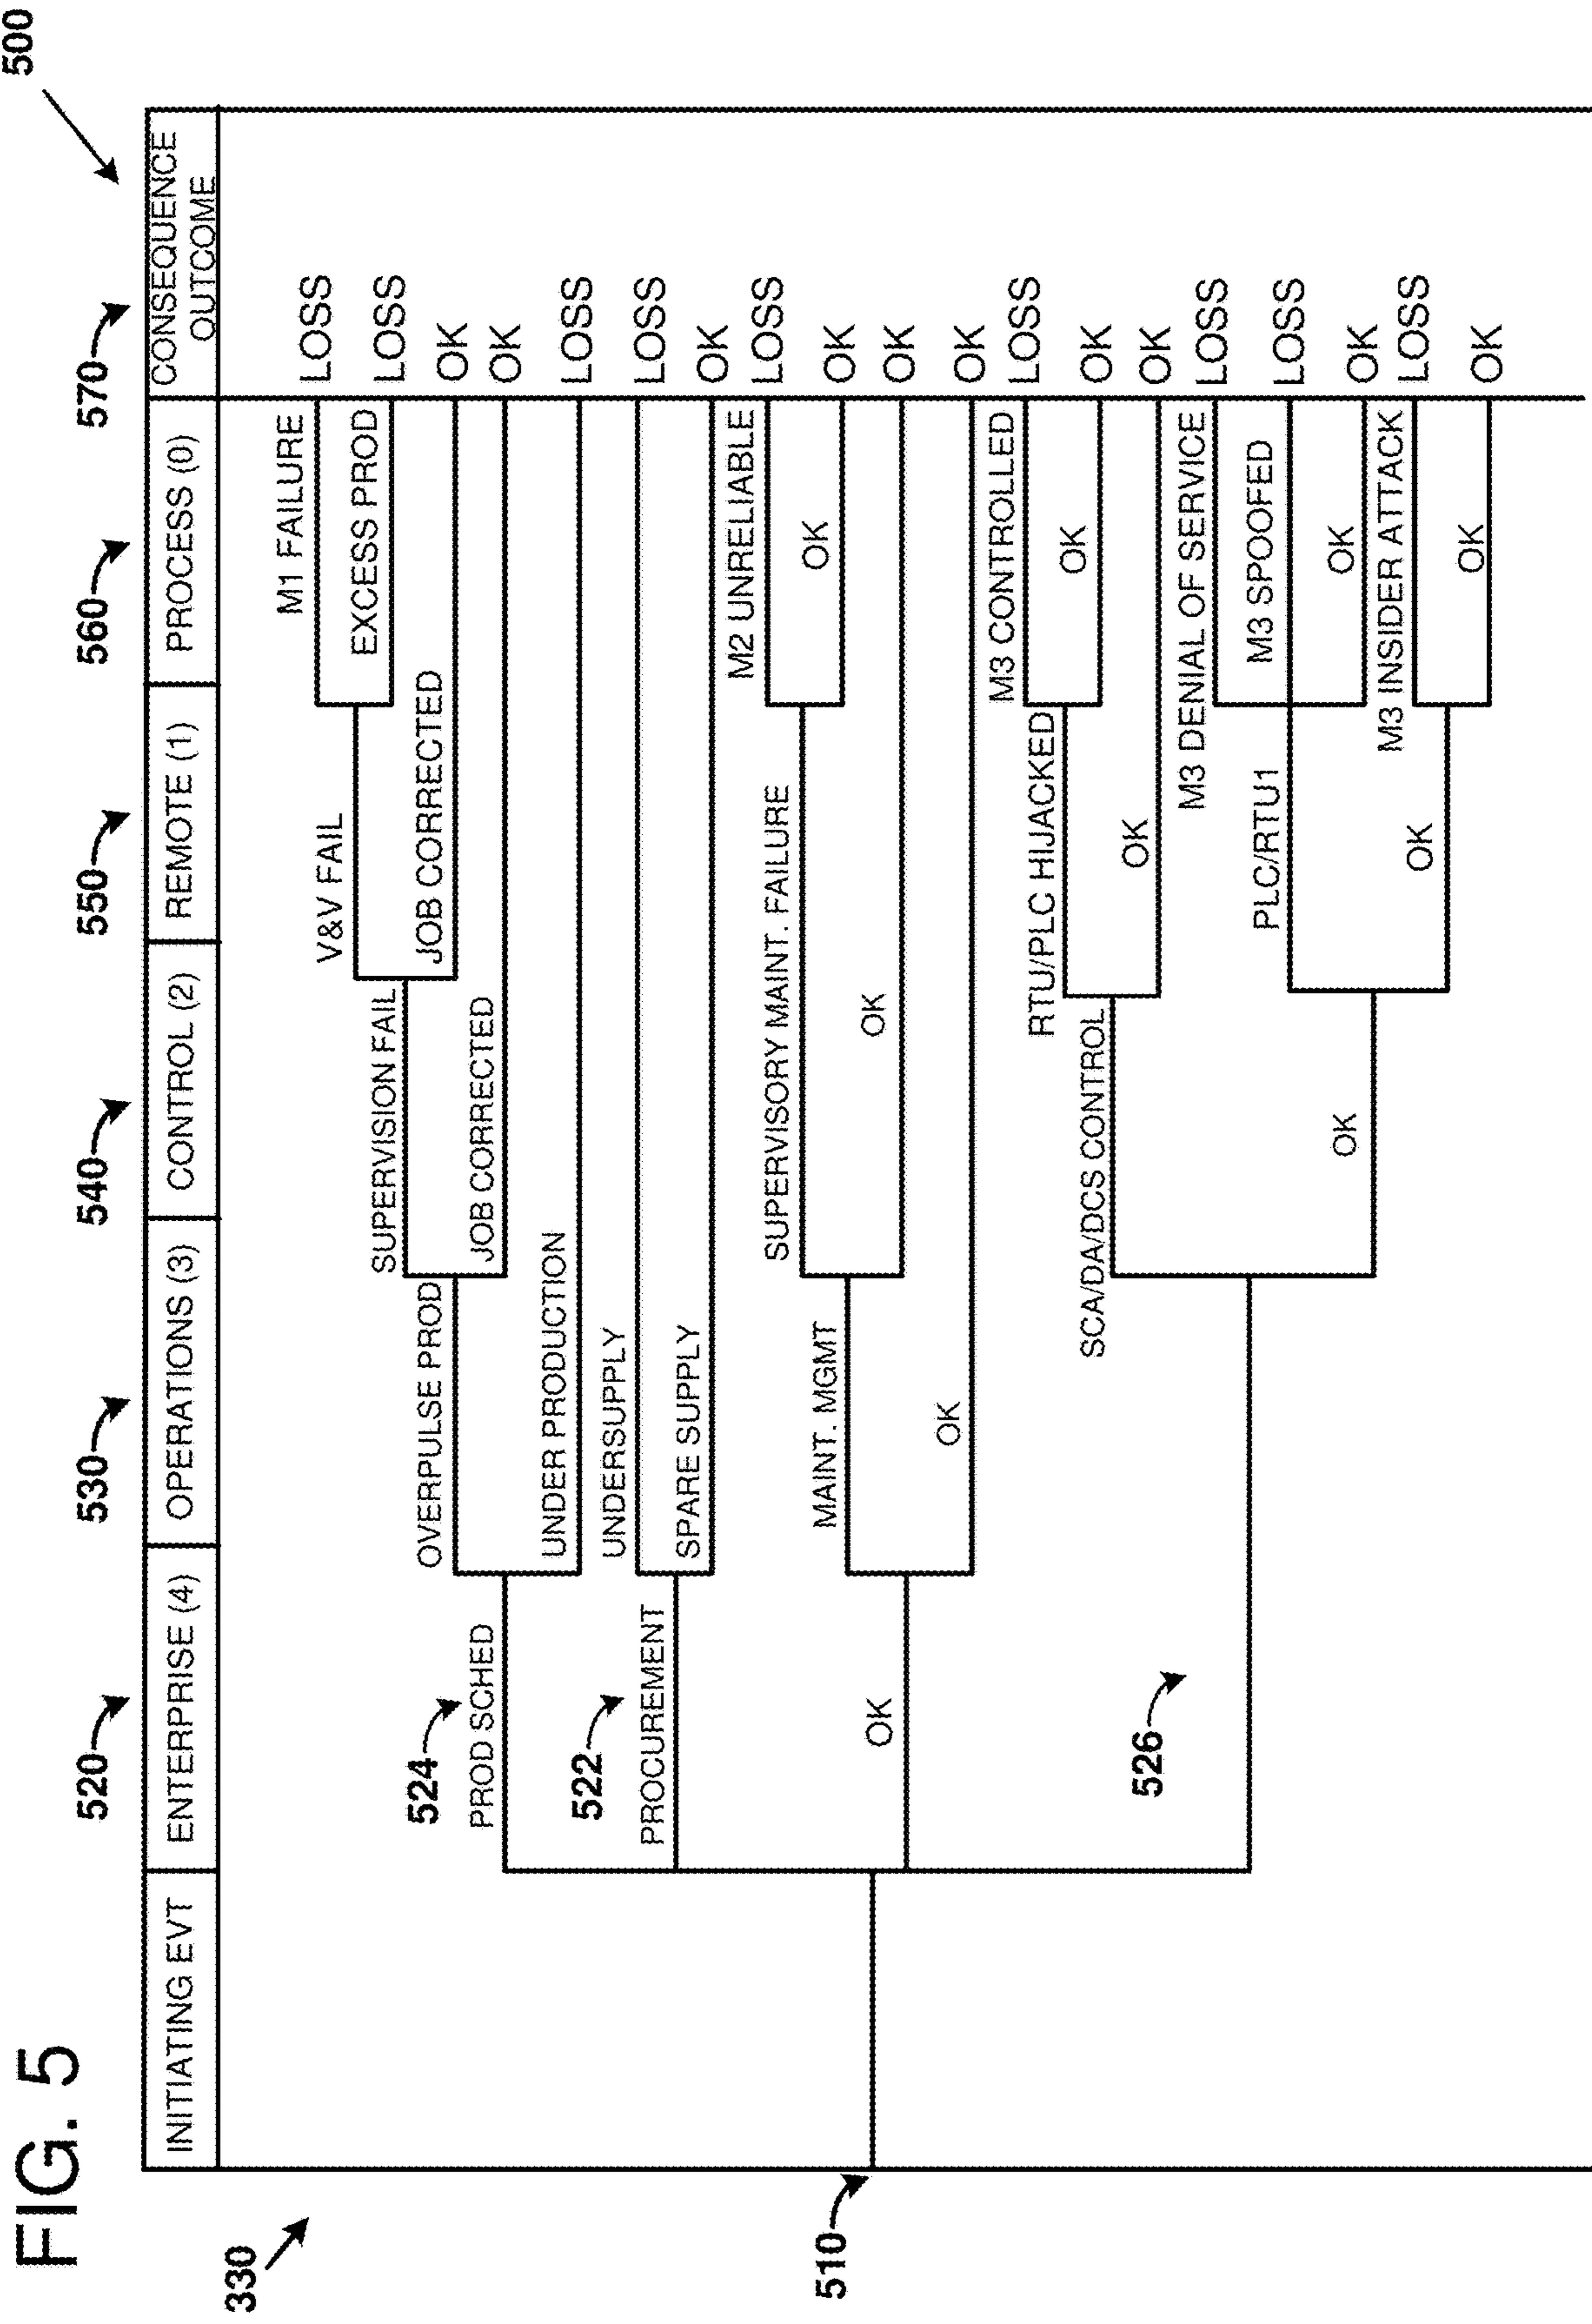 FIG. 5
500
330
510
520
530
540
550
560
570
INITIATING EVT
ENTERPRISE (4)
OPERATIONS (3)
CONTROL (2)
REMOTE (1)
PROCESS (0)
CONSEQUENCE
OUTCOME
M1 FAILURE
LOSS
V&V FAIL
EXCESS PROD
LOSS
SUPERVISION FAIL
JOB CORRECTED
OK
OVERPULSE PROD
JOB CORRECTED
OK
524
PROD SCHED
UNDER PRODUCTION
LOSS
UNDERSUPPLY
LOSS
522
PROCUREMENT
SPARE SUPPLY
OK
M2 UNRELIABLE
LOSS
SUPERVISORY MAINT. FAILURE
OK
OK
MAINT. MGMT
OK
OK
OK
OK
OK
M3 CONTROLLED
LOSS
RTU/PLC HIJACKED
OK
OK
SCA/DA/DCS CONTROL
OK
OK
526
M3 DENIAL OF SERVICE
LOSS
PLC/RTU1
M3 SPOOFED
LOSS
OK
OK
OK
M3 INSIDER ATTACK
LOSS
OK
OK
OK